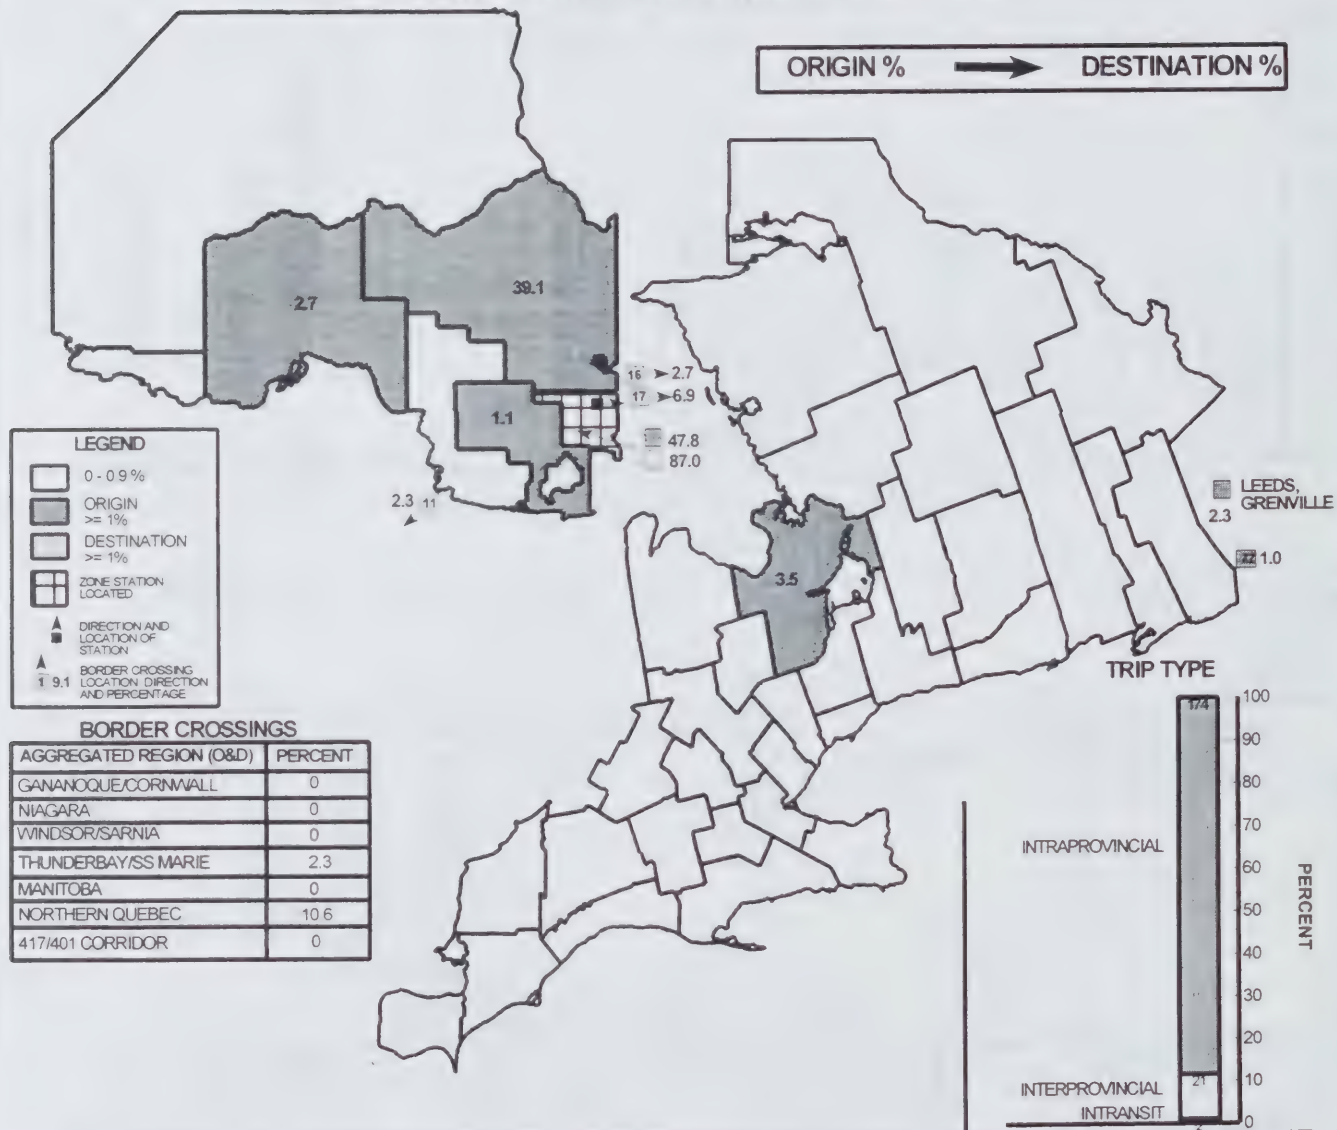 ORIGIN % DESTINATION %
2.7
39.1
16 2.7
17 6.9
1.1
47.8
87.0
2.3 11
LEGEND
0 - 0.9 %
ORIGIN
>= 1%
DESTINATION
>= 1%
ZONE STATION
LOCATED
DIRECTION AND
LOCATION OF
STATION
1 9.1 BORDER CROSSING
LOCATION DIRECTION
AND PERCENTAGE
LEEDS,
GRENVILLE
2.3
22 1.0
3.5
BORDER CROSSINGS
AGGREGATED REGION (O&D) PERCENT
GANANOQUE/CORNWALL 0
NIAGARA 0
WINDSOR/SARNIA 0
THUNDERBAY/SS MARIE 2.3
MANITOBA 0
NORTHERN QUEBEC 10.6
417/401 CORRIDOR 0
TRIP TYPE
174
100
90
80
70
INTRAPROVINCIAL
60
50
40
30
20
10
0
PERCENT
21
INTERPROVINCIAL
INTRANSIT